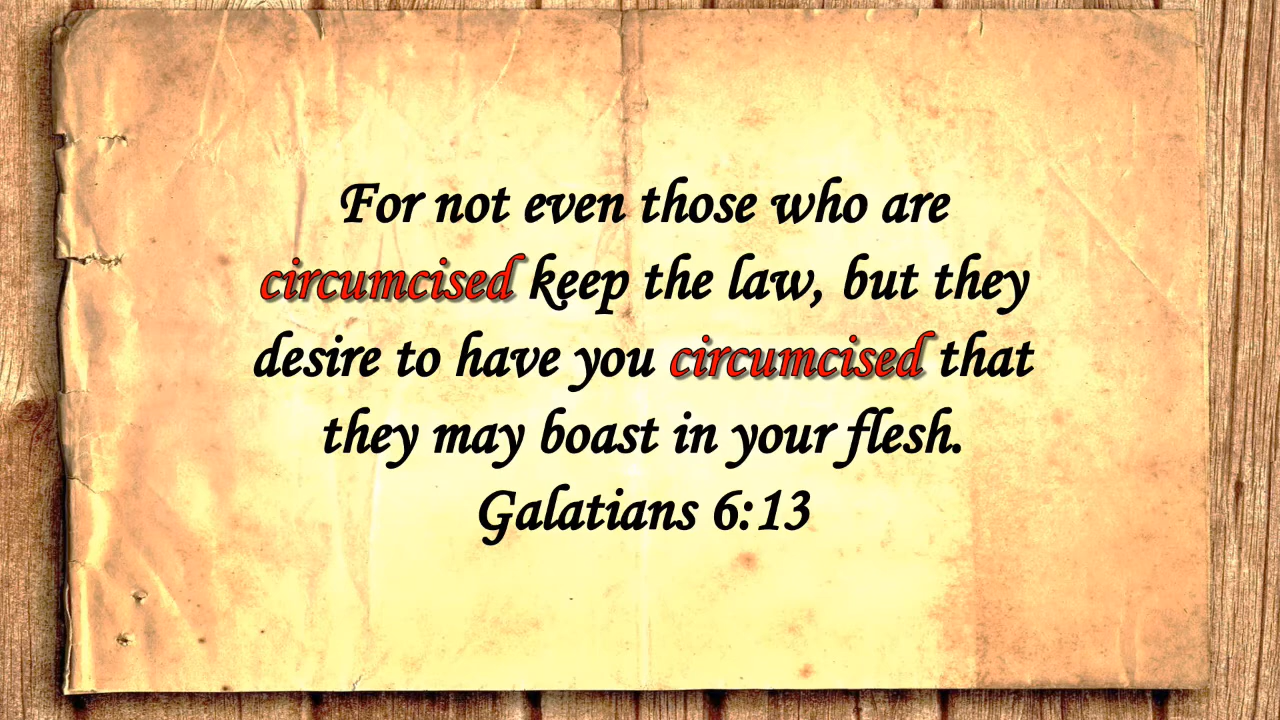 For not even those who are
circumcised keep the law, but they
desire to have you circumcised that
they may boast in your flesh.
Galatians 6:13